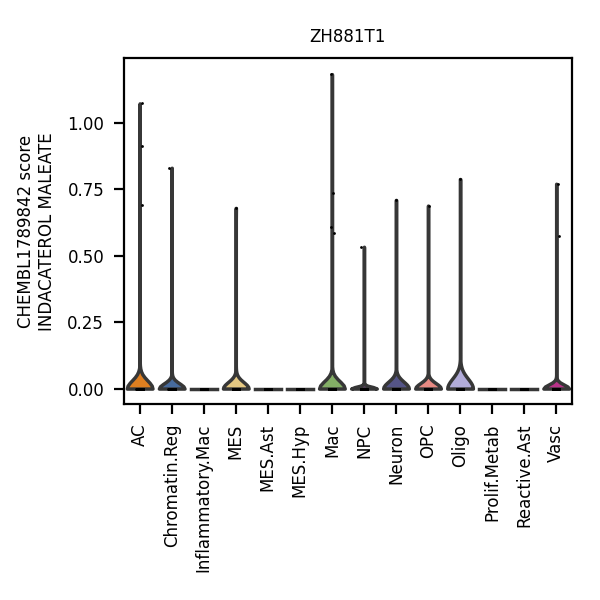 ZH881T1
CHEMBL1789842 score
INDACATEROL MALEATE
1.00
0.75
0.50
0.25
0.00
AC
Chromatin.Reg
Inflammatory.Mac
MES
MES.Ast
MES.Hyp
Mac
NPC
Neuron
OPC
Oligo
Prolif.Metab
Reactive.Ast
Vasc